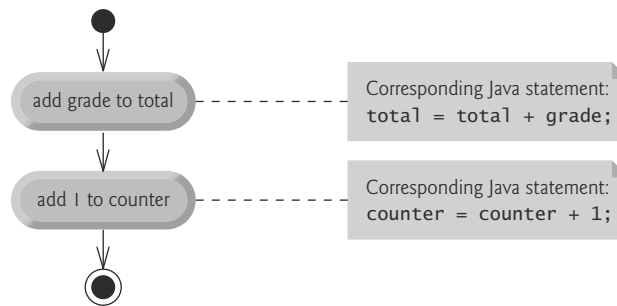 add grade to total
Corresponding Java statement:
total = total + grade;
add 1 to counter
Corresponding Java statement:
counter = counter + 1;